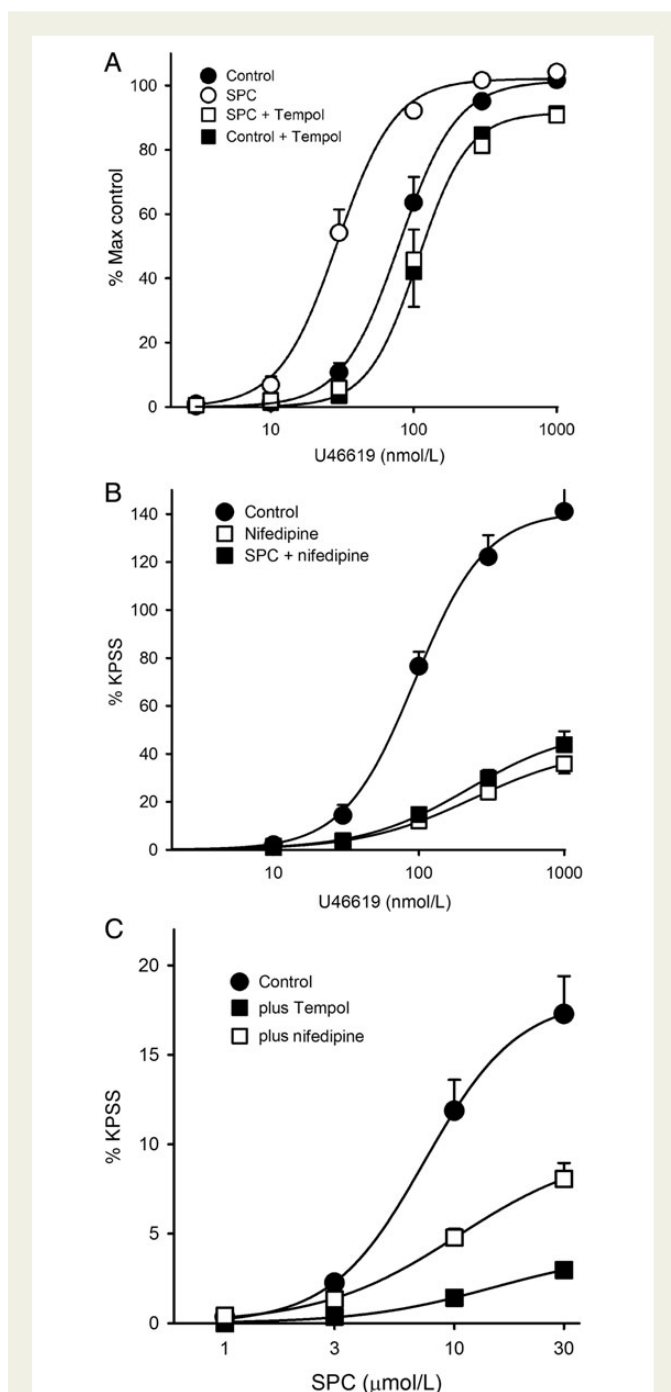 A
Control
SPC
SPC + Tempol
Control + Tempol
% Max control
100
80
60
40
20
0
10 100 1000
U46619 (nmol/L)
B
Control
Nifedipine
SPC + nifedipine
% KPSS
140
120
100
80
60
40
20
0
10 100 1000
U46619 (nmol/L)
C
Control
plus Tempol
plus nifedipine
% KPSS
20
15
10
5
0
1 3 10 30
SPC (μmol/L)